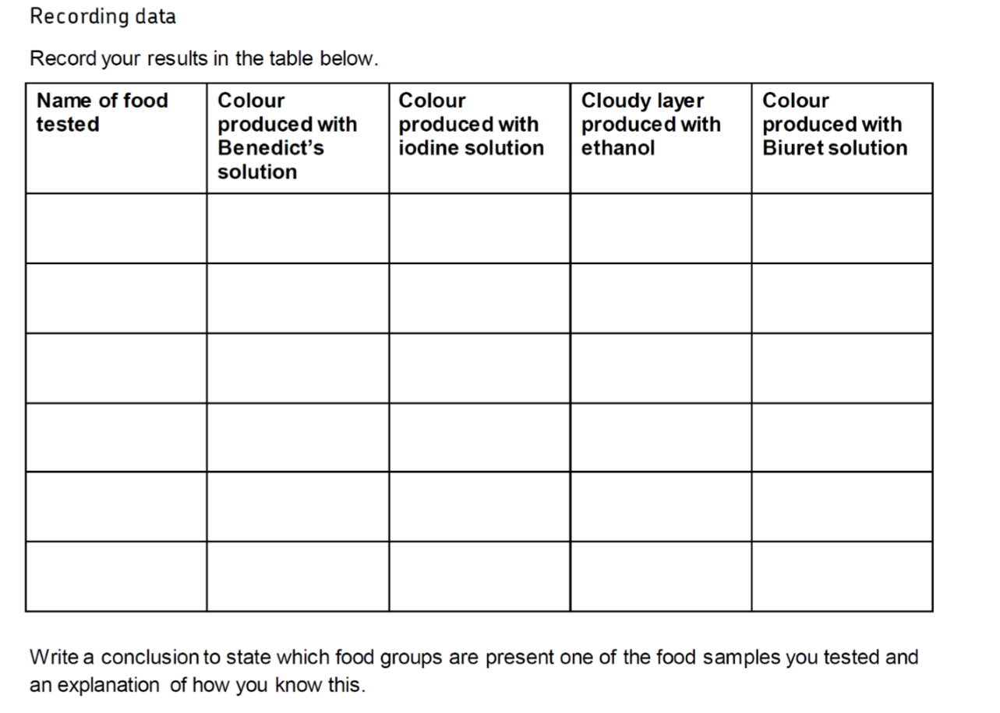 Recording data
Record your results in the table below.
Name of food
tested
Colour
produced with
Benedict’s
solution
Colour
produced with
iodine solution
Cloudy layer
produced with
ethanol
Colour
produced with
Biuret solution
Write a conclusion to state which food groups are present one of the food samples you tested and
an explanation of how you know this.